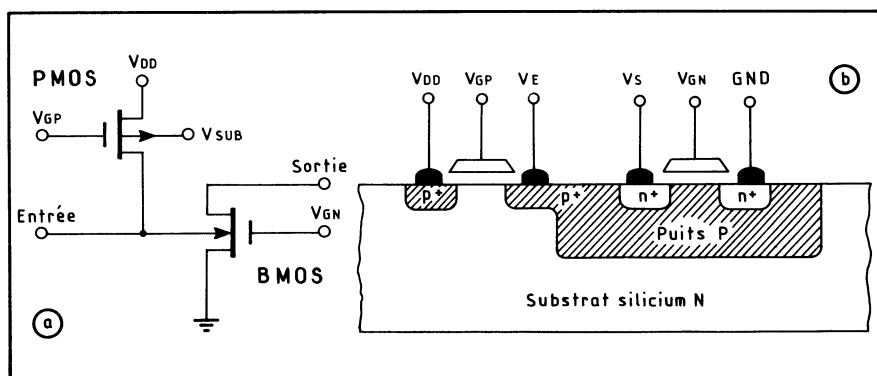 PMOS
VDD
VGP
VSUB
Sortie
Entrée
VGN
BMOS
a
VDD
VGP
VE
VS
VGN
GND
b
p+
p+
n+
n+
Puits P
Substrat silicium N